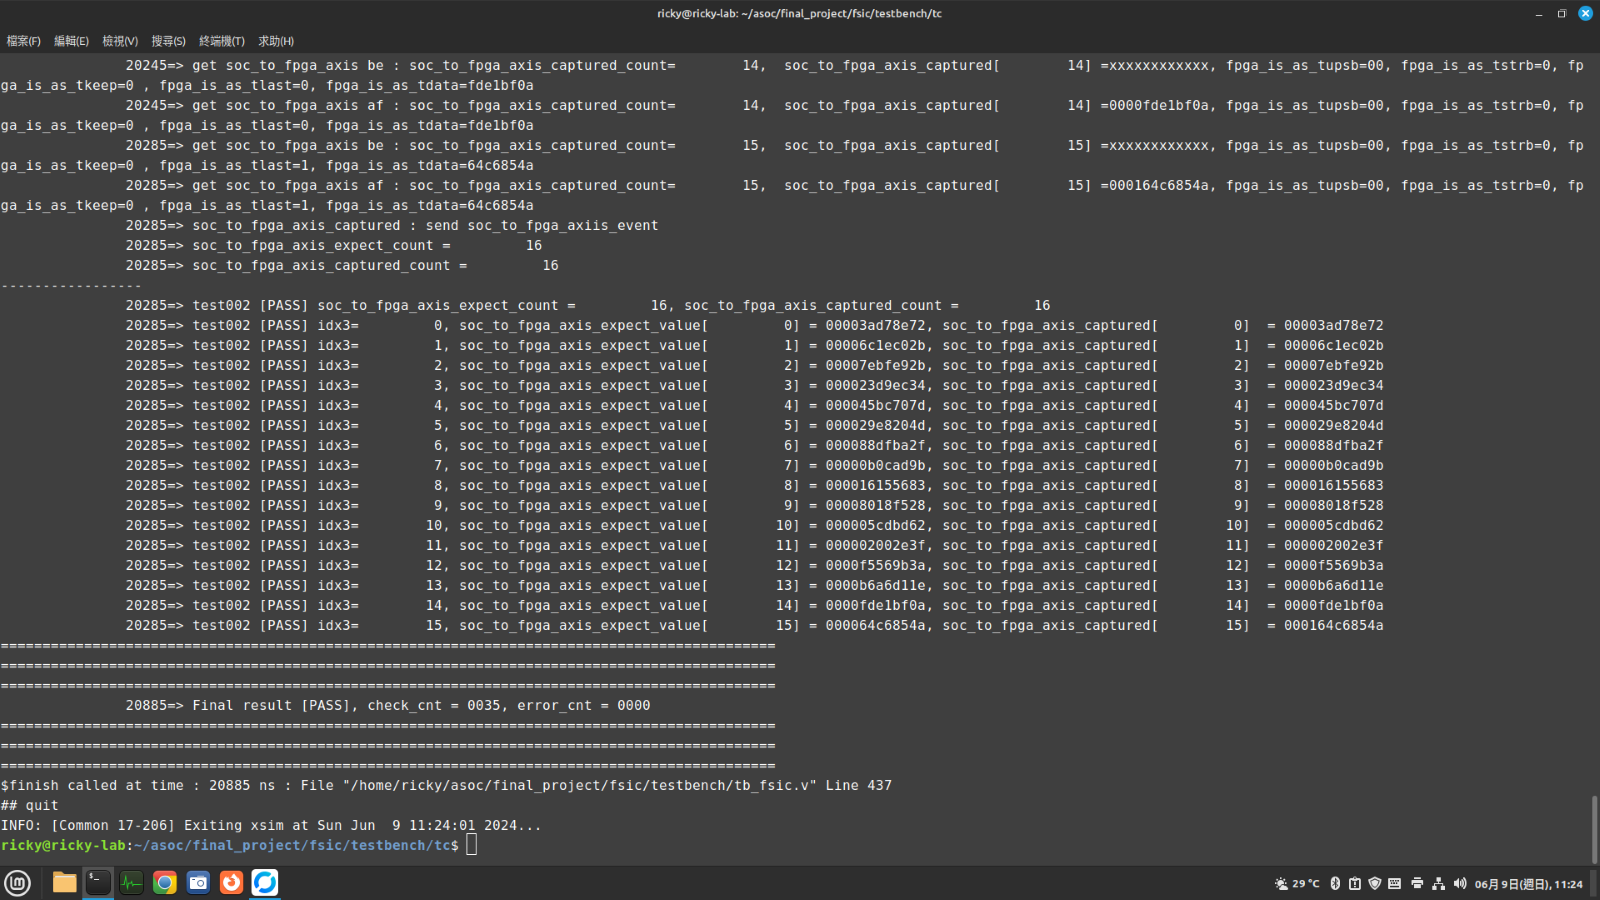 ricky@ricky-lab: ~/asoc/final_project/fsic/testbench/tc
檔案(F) 編輯(E) 檢視(V) 搜尋(S) 終端機(T) 求助(H)
20245=> get soc_to_fpga_axis be : soc_to_fpga_axis_captured_count=         14,  soc_to_fpga_axis_captured[         14] =xxxxxxxxxxxx, fpga_is_as_tupsb=00, fpga_is_as_tstrb=0, fp
ga_is_as_tkeep=0 , fpga_is_as_tlast=0, fpga_is_as_tdata=fde1bf0a
20245=> get soc_to_fpga_axis af : soc_to_fpga_axis_captured_count=         14,  soc_to_fpga_axis_captured[         14] =0000fde1bf0a, fpga_is_as_tupsb=00, fpga_is_as_tstrb=0, fp
ga_is_as_tkeep=0 , fpga_is_as_tlast=0, fpga_is_as_tdata=fde1bf0a
20285=> get soc_to_fpga_axis be : soc_to_fpga_axis_captured_count=         15,  soc_to_fpga_axis_captured[         15] =xxxxxxxxxxxx, fpga_is_as_tupsb=00, fpga_is_as_tstrb=0, fp
ga_is_as_tkeep=0 , fpga_is_as_tlast=1, fpga_is_as_tdata=64c6854a
20285=> get soc_to_fpga_axis af : soc_to_fpga_axis_captured_count=         15,  soc_to_fpga_axis_captured[         15] =000164c6854a, fpga_is_as_tupsb=00, fpga_is_as_tstrb=0, fp
ga_is_as_tkeep=0 , fpga_is_as_tlast=1, fpga_is_as_tdata=64c6854a
20285=> soc_to_fpga_axis_captured : send soc_to_fpga_axiis_event
20285=> soc_to_fpga_axis_expect_count =         16
20285=> soc_to_fpga_axis_captured_count =         16
-----------------
20285=> test002 [PASS] soc_to_fpga_axis_expect_count =         16, soc_to_fpga_axis_captured_count =         16
20285=> test002 [PASS] idx3=         0, soc_to_fpga_axis_expect_value[         0] = 00003ad78e72, soc_to_fpga_axis_captured[         0]  = 00003ad78e72
20285=> test002 [PASS] idx3=         1, soc_to_fpga_axis_expect_value[         1] = 00006c1ec02b, soc_to_fpga_axis_captured[         1]  = 00006c1ec02b
20285=> test002 [PASS] idx3=         2, soc_to_fpga_axis_expect_value[         2] = 00007ebfe92b, soc_to_fpga_axis_captured[         2]  = 00007ebfe92b
20285=> test002 [PASS] idx3=         3, soc_to_fpga_axis_expect_value[         3] = 000023d9ec34, soc_to_fpga_axis_captured[         3]  = 000023d9ec34
20285=> test002 [PASS] idx3=         4, soc_to_fpga_axis_expect_value[         4] = 000045bc707d, soc_to_fpga_axis_captured[         4]  = 000045bc707d
20285=> test002 [PASS] idx3=         5, soc_to_fpga_axis_expect_value[         5] = 000029e8204d, soc_to_fpga_axis_captured[         5]  = 000029e8204d
20285=> test002 [PASS] idx3=         6, soc_to_fpga_axis_expect_value[         6] = 000088dfba2f, soc_to_fpga_axis_captured[         6]  = 000088dfba2f
20285=> test002 [PASS] idx3=         7, soc_to_fpga_axis_expect_value[         7] = 00000b0cad9b, soc_to_fpga_axis_captured[         7]  = 00000b0cad9b
20285=> test002 [PASS] idx3=         8, soc_to_fpga_axis_expect_value[         8] = 000016155683, soc_to_fpga_axis_captured[         8]  = 000016155683
20285=> test002 [PASS] idx3=         9, soc_to_fpga_axis_expect_value[         9] = 00008018f528, soc_to_fpga_axis_captured[         9]  = 00008018f528
20285=> test002 [PASS] idx3=        10, soc_to_fpga_axis_expect_value[        10] = 000005cdbd62, soc_to_fpga_axis_captured[        10]  = 000005cdbd62
20285=> test002 [PASS] idx3=        11, soc_to_fpga_axis_expect_value[        11] = 000002002e3f, soc_to_fpga_axis_captured[        11]  = 000002002e3f
20285=> test002 [PASS] idx3=        12, soc_to_fpga_axis_expect_value[        12] = 0000f5569b3a, soc_to_fpga_axis_captured[        12]  = 0000f5569b3a
20285=> test002 [PASS] idx3=        13, soc_to_fpga_axis_expect_value[        13] = 0000b6a6d11e, soc_to_fpga_axis_captured[        13]  = 0000b6a6d11e
20285=> test002 [PASS] idx3=        14, soc_to_fpga_axis_expect_value[        14] = 0000fde1bf0a, soc_to_fpga_axis_captured[        14]  = 0000fde1bf0a
20285=> test002 [PASS] idx3=        15, soc_to_fpga_axis_expect_value[        15] = 000064c6854a, soc_to_fpga_axis_captured[        15]  = 000164c6854a
=============================================================================================
=============================================================================================
=============================================================================================
20885=> Final result [PASS], check_cnt = 0035, error_cnt = 0000
=============================================================================================
=============================================================================================
=============================================================================================
$finish called at time : 20885 ns : File "/home/ricky/asoc/final_project/fsic/testbench/tb_fsic.v" Line 437
## quit
INFO: [Common 17-206] Exiting xsim at Sun Jun  9 11:24:01 2024...
ricky@ricky-lab:~/asoc/final_project/fsic/testbench/tc$
29 °C 06月 9日(週日), 11:24